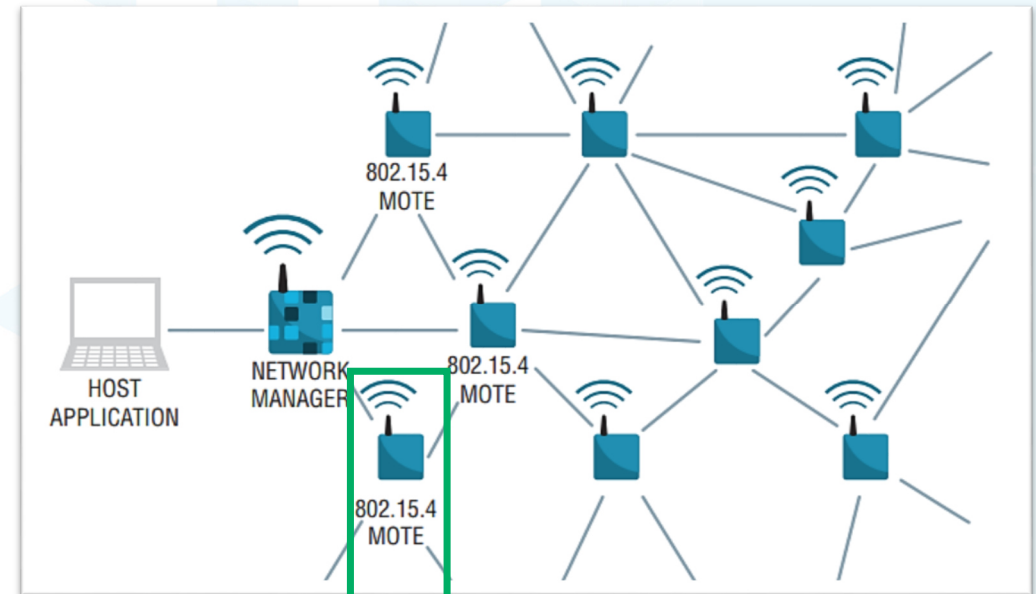 802.15.4
MOTE
HOST
APPLICATION
NETWORK
MANAGER
802.15.4
MOTE
802.15.4
MOTE